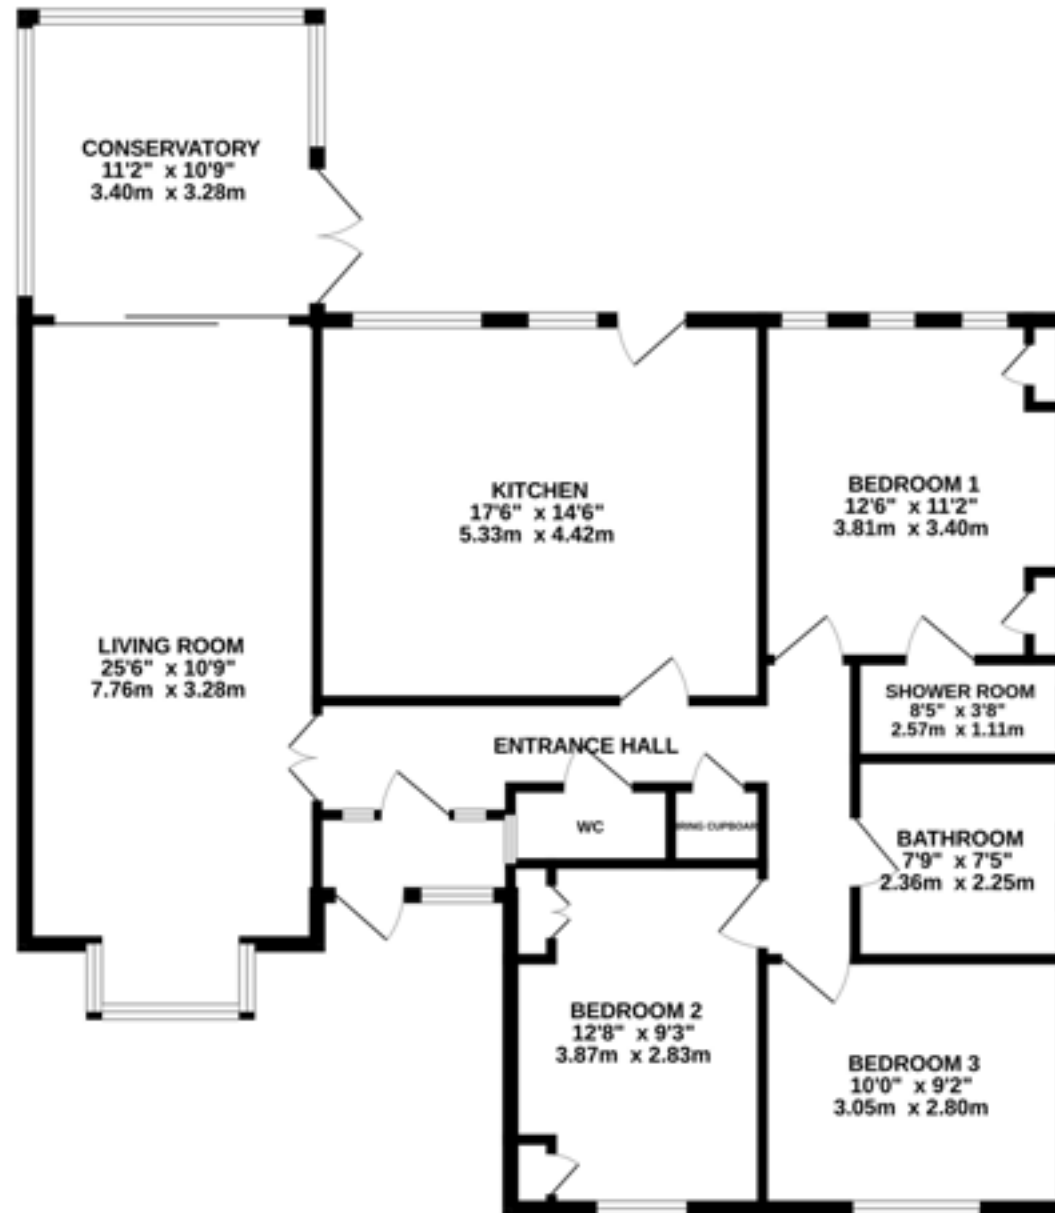 CONSERVATORY
11'2" x 10'9"
3.40m x 3.28m
KITCHEN
17'6" x 14'6"
5.33m x 4.42m
BEDROOM 1
12'6" x 11'2"
3.81m x 3.40m
LIVING ROOM
25'6" x 10'9"
7.76m x 3.28m
SHOWER ROOM
8'5" x 3'8"
2.57m x 1.11m
ENTRANCE HALL
WC
BATHROOM
7'9" x 7'5"
2.36m x 2.25m
BEDROOM 2
12'8" x 9'3"
3.87m x 2.83m
BEDROOM 3
10'0" x 9'2"
3.05m x 2.80m